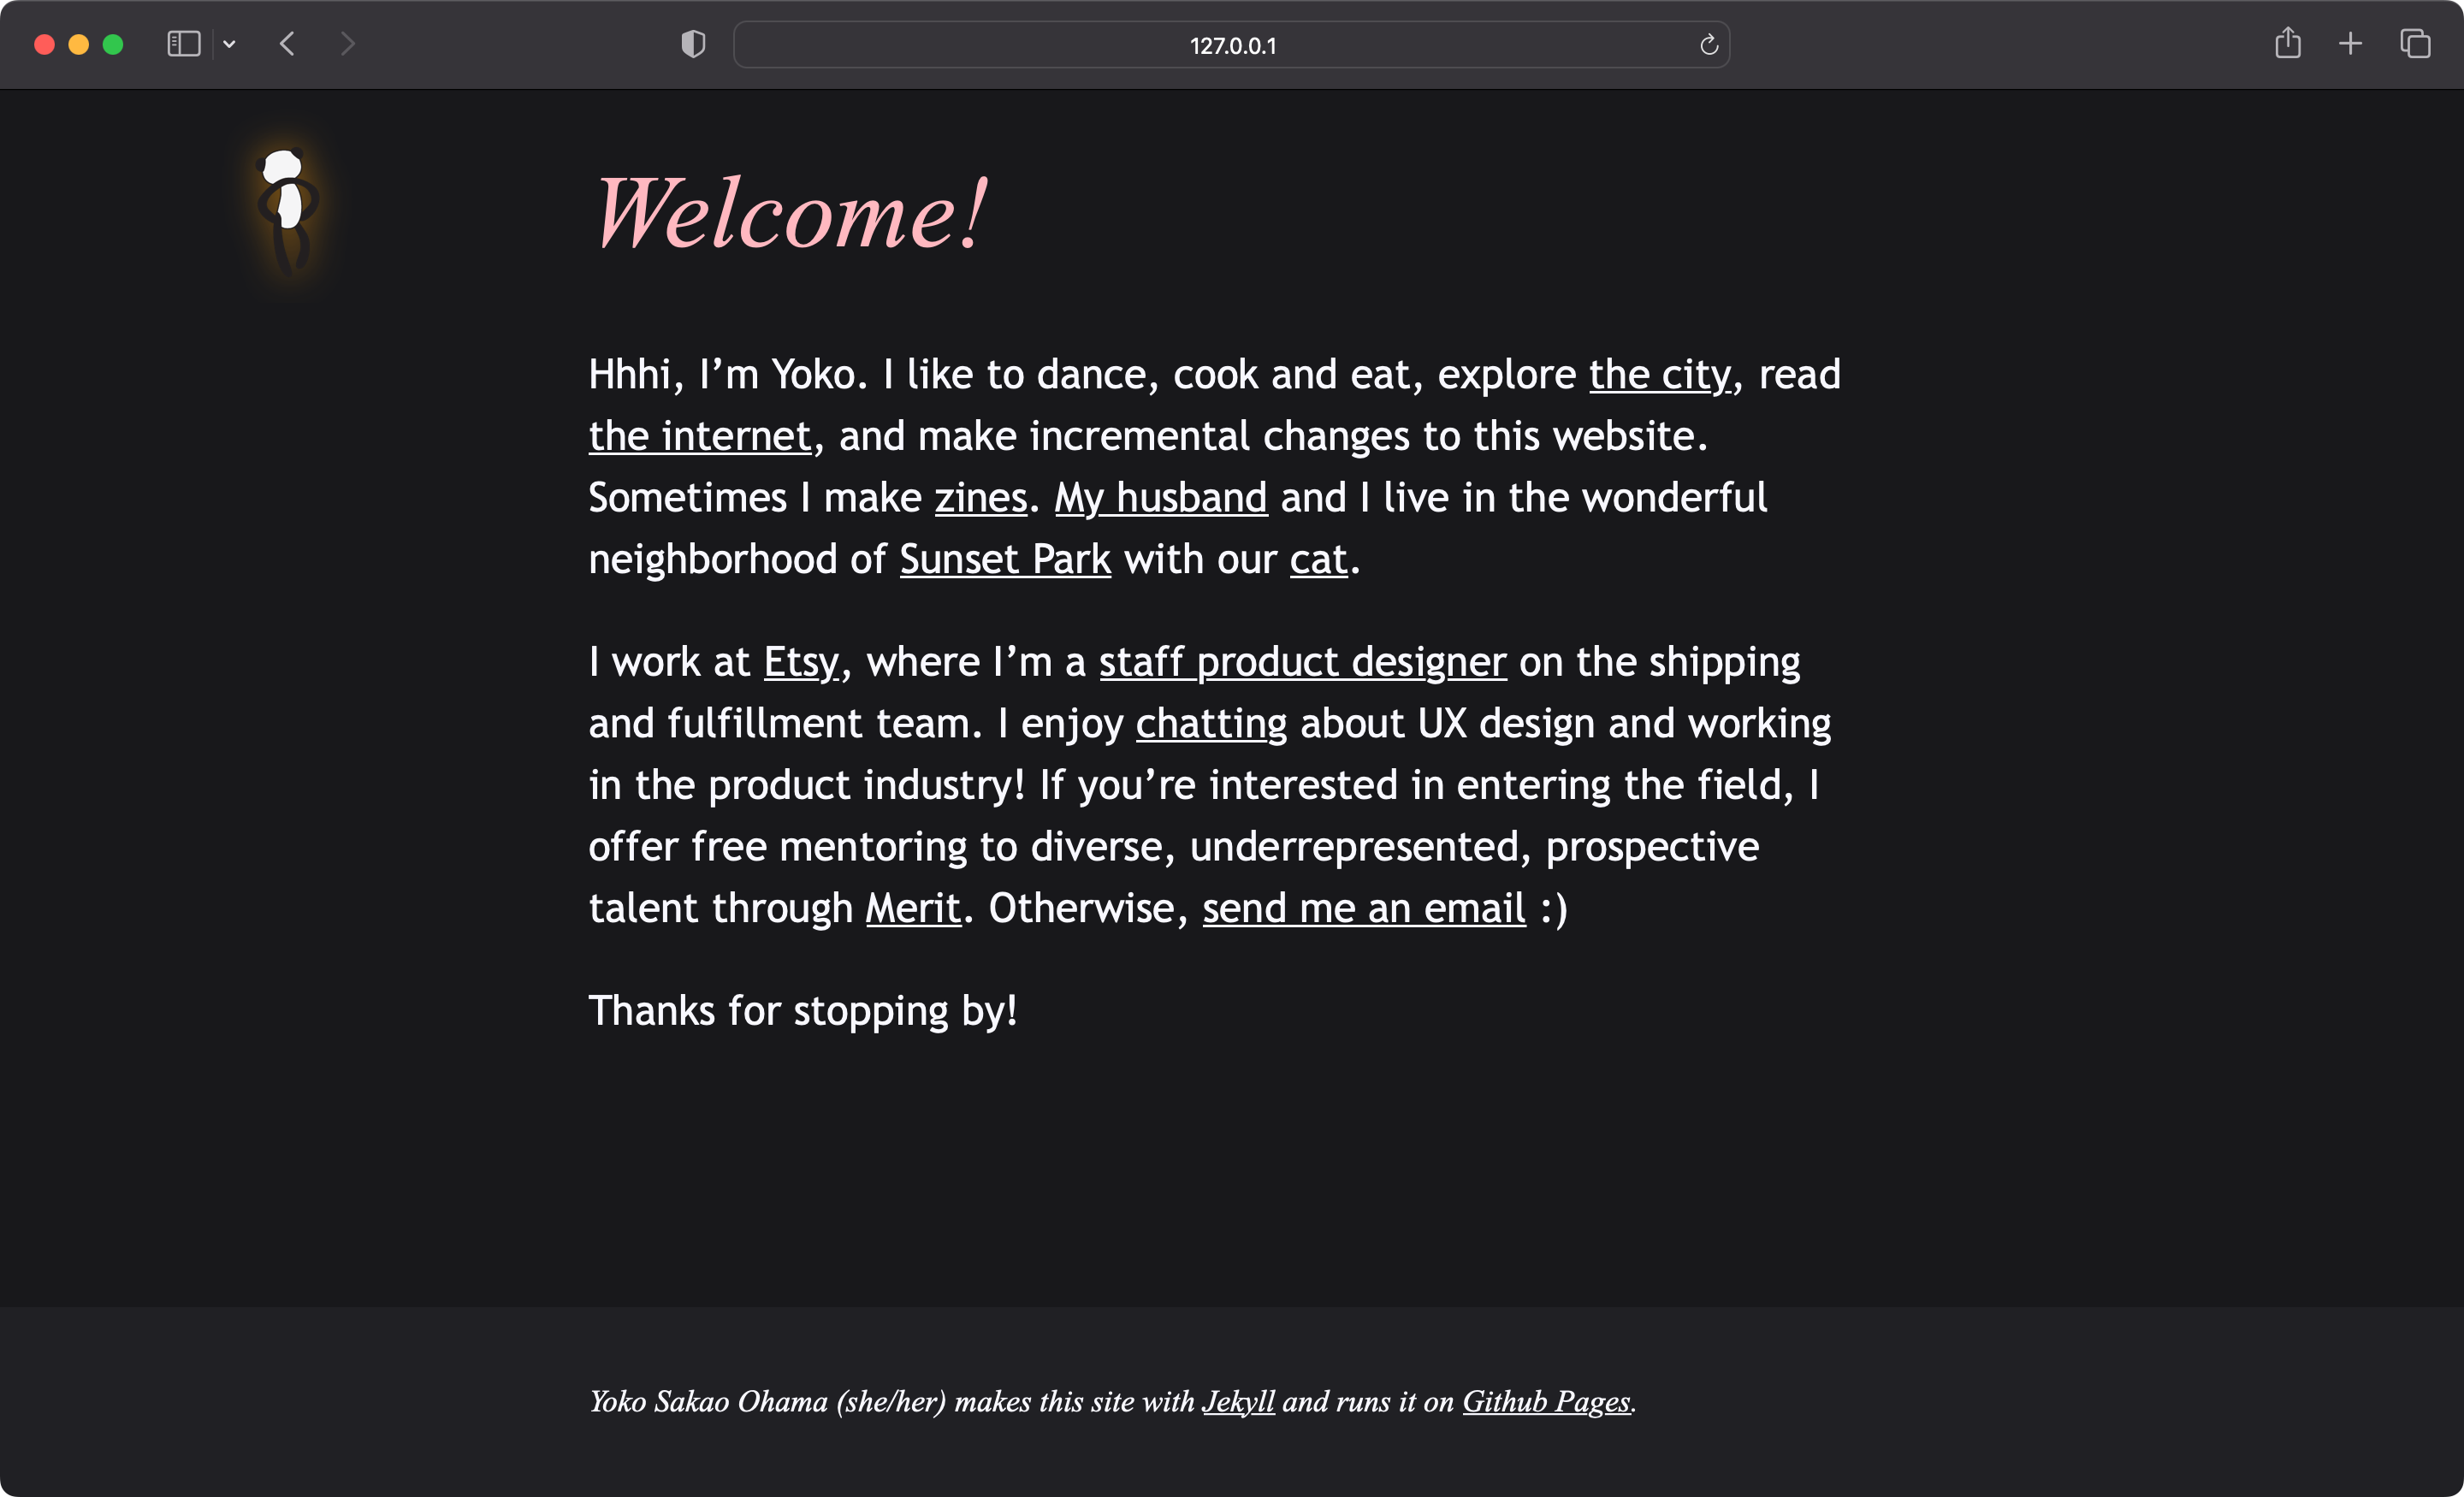 127.0.0.1
Welcome!
Hhhi, I’m Yoko. I like to dance, cook and eat, explore the city, read
the internet, and make incremental changes to this website.
Sometimes I make zines. My husband and I live in the wonderful
neighborhood of Sunset Park with our cat.
I work at Etsy, where I’m a staff product designer on the shipping
and fulfillment team. I enjoy chatting about UX design and working
in the product industry! If you’re interested in entering the field, I
offer free mentoring to diverse, underrepresented, prospective
talent through Merit. Otherwise, send me an email :)
Thanks for stopping by!
Yoko Sakao Ohama (she/her) makes this site with Jekyll and runs it on Github Pages.